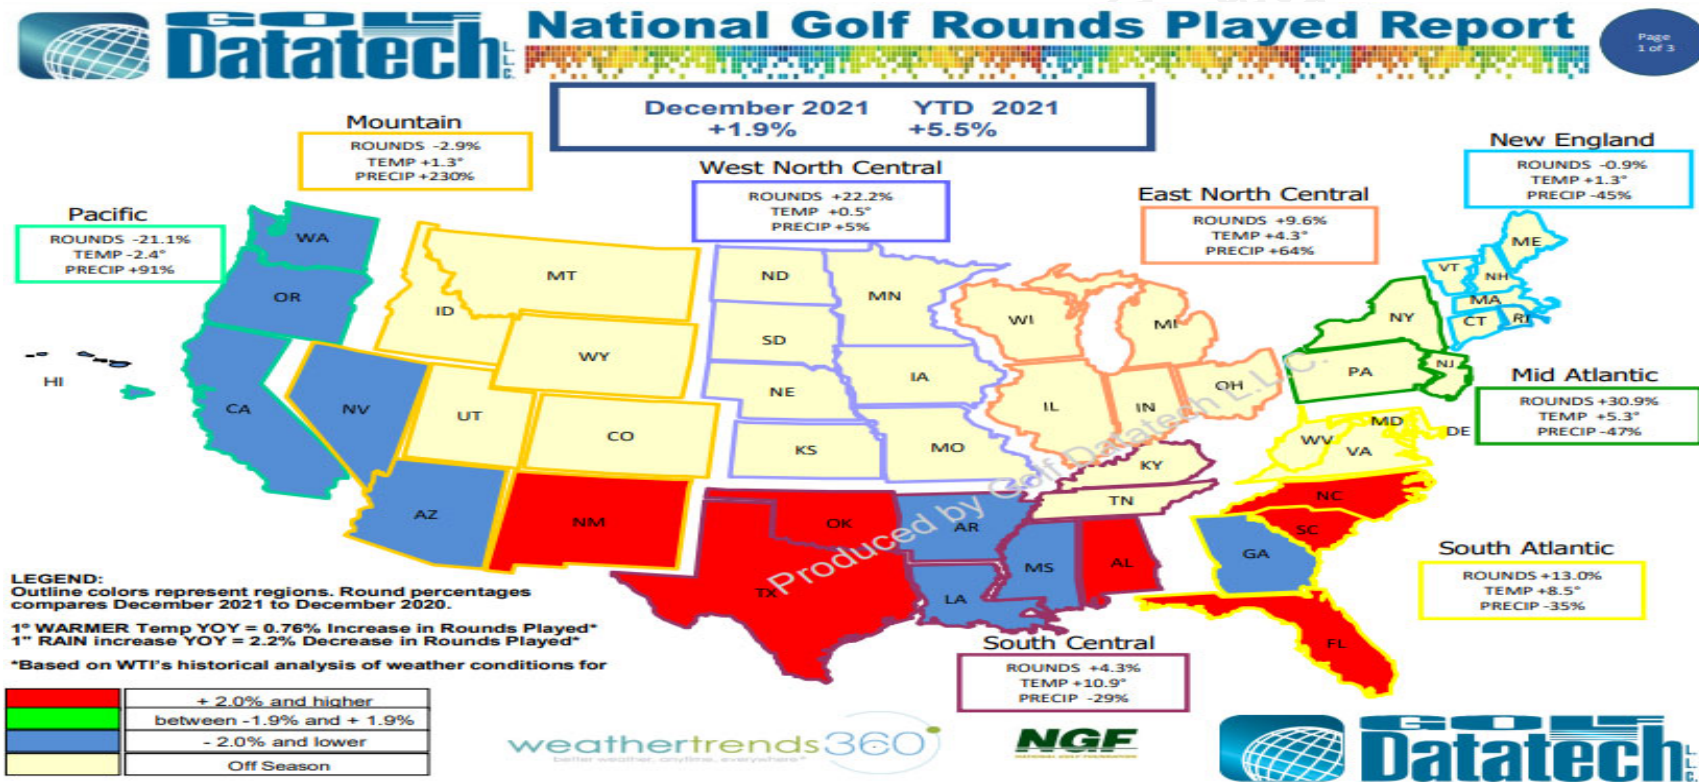 GOLF
Datatech L.L.C.
National Golf Rounds Played Report
Page
1 of 3
December 2021 YTD 2021
+1.9% +5.5%
Mountain
ROUNDS -2.9%
TEMP +1.3°
PRECIP +230%
West North Central
ROUNDS +22.2%
TEMP +0.5°
PRECIP +5%
East North Central
ROUNDS +9.6%
TEMP +4.3°
PRECIP +64%
New England
ROUNDS -0.9%
TEMP +1.3°
PRECIP -45%
Pacific
ROUNDS -21.1%
TEMP -2.4°
PRECIP +91%
Mid Atlantic
ROUNDS +30.9%
TEMP +5.3°
PRECIP -47%
South Atlantic
ROUNDS +13.0%
TEMP +8.5°
PRECIP -35%
South Central
ROUNDS +4.3%
TEMP +10.9°
PRECIP -29%
WA
OR
CA
HI
NV
ID
MT
WY
UT
CO
AZ
NM
ND
SD
NE
KS
MN
IA
MO
WI
MI
IL
IN
OH
KY
TN
OK
TX
AR
LA
MS
AL
GA
FL
SC
NC
VA
WV
MD
DE
PA
NJ
NY
CT
RI
MA
VT
NH
ME
Produced by Golf Datatech L.L.C.
LEGEND:
Outline colors represent regions. Round percentages
compares December 2021 to December 2020.
1° WARMER Temp YOY = 0.76% Increase in Rounds Played*
1" RAIN increase YOY = 2.2% Decrease in Rounds Played*
*Based on WTI's historical analysis of weather conditions for
+ 2.0% and higher
between -1.9% and + 1.9%
- 2.0% and lower
Off Season
weathertrends360°
better weather, anytime, everywhere*
NGF
NATIONAL GOLF FOUNDATION
GOLF
Datatech L.L.C.